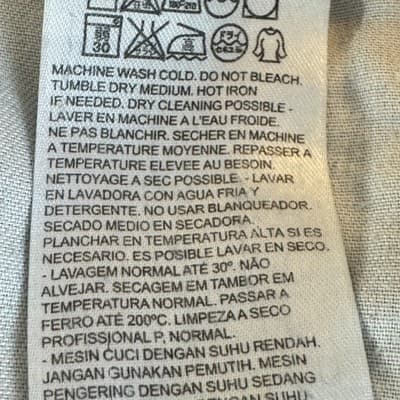 30
ドライ
MACHINE WASH COLD. DO NOT BLEACH.
TUMBLE DRY MEDIUM. HOT IRON
IF NEEDED. DRY CLEANING POSSIBLE -
LAVER EN MACHINE A L'EAU FROIDE.
NE PAS BLANCHIR. SECHER EN MACHINE
A TEMPERATURE MOYENNE. REPASSER A
TEMPERATURE ELEVEE AU BESOIN.
NETTOYAGE A SEC POSSIBLE. - LAVAR
EN LAVADORA CON AGUA FRIA Y
DETERGENTE. NO USAR BLANQUEADOR.
SECADO MEDIO EN SECADORA.
PLANCHAR EN TEMPERATURA ALTA SI ES
NECESARIO. ES POSIBLE LAVAR EN SECO.
- LAVAGEM NORMAL ATÉ 30º. NÃO
ALVEJAR. SECAGEM EM TAMBOR EM
TEMPERATURA NORMAL. PASSAR A
FERRO ATÉ 200ºC. LIMPEZA A SECO
PROFISSIONAL P, NORMAL.
- MESIN CUCI DENGAN SUHU RENDAH.
JANGAN GUNAKAN PEMUTIH. MESIN
PENGERING DENGAN SUHU SEDANG